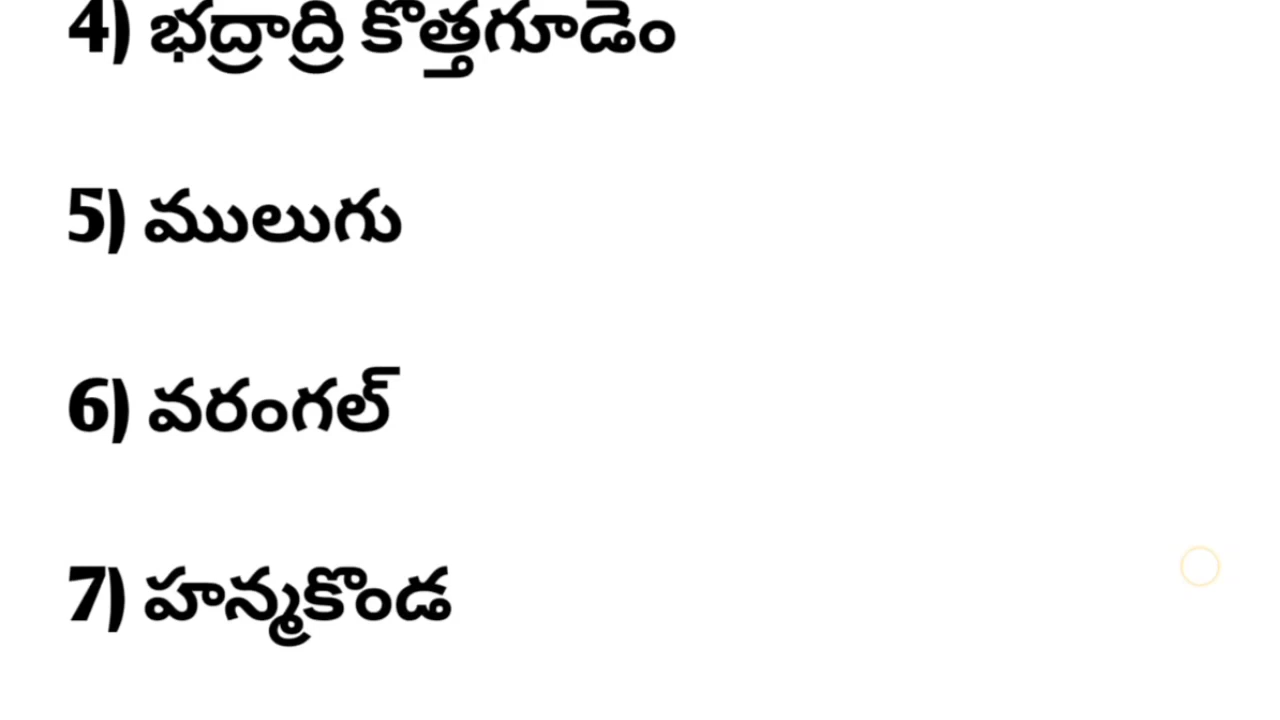 4) భద్రాద్రి కొత్తగూడెం
5) ములుగు
6) వరంగల్
7) హన్మకొండ